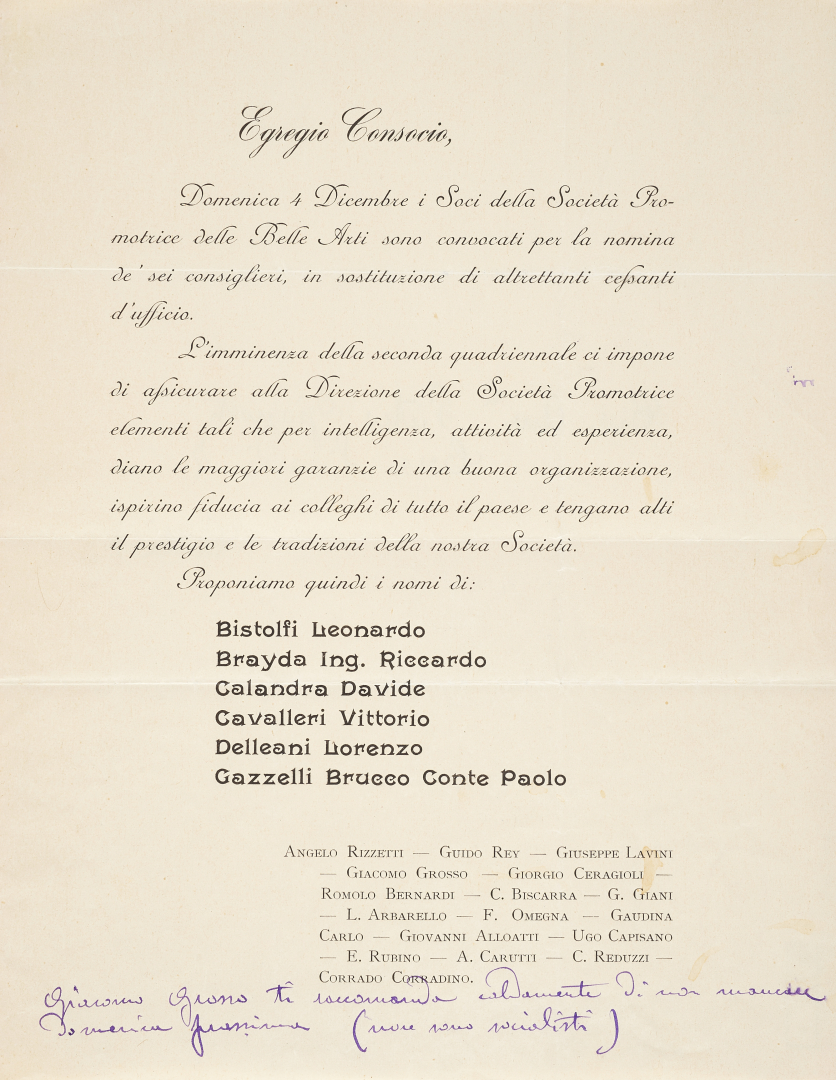 Egregio Consocio,
Domenica 4 Dicembre i Soci della Società Pro-
motrice delle Belle Arti sono convocati per la nomina
de' sei consiglieri, in sostituzione di altrettanti cessanti
d'ufficio.
L'imminenza della seconda quadriennale ci impone
di assicurare alla Direzione della Società Promotrice
elementi tali che per intelligenza, attività ed esperienza,
diano le maggiori garanzie di una buona organizzazione,
ispirino fiducia ai colleghi di tutto il paese e tengano alti
il prestigio e le tradizioni della nostra Società.
Proponiamo quindi i nomi di:
Bistolfi Leonardo
Brayda Ing. Riccardo
Calandra Davide
Cavalleri Vittorio
Delleani Lorenzo
Gazzelli Brucco Conte Paolo
Angelo Rizzetti — Guido Rey — Giuseppe Lavini
— Giacomo Grosso — Giorgio Ceragioli —
Romolo Bernardi — C. Biscarra — G. Giani
— L. Arbarello — F. Omegna — Gaudina
Carlo — Giovanni Alloatti — Ugo Capisano
— E. Rubino — A. Carutti — C. Reduzzi —
Corrado Corradino.
Giacomo Grosso ti raccomanda caldamente di non mancare
Domenica prossima (non sono socialisti)